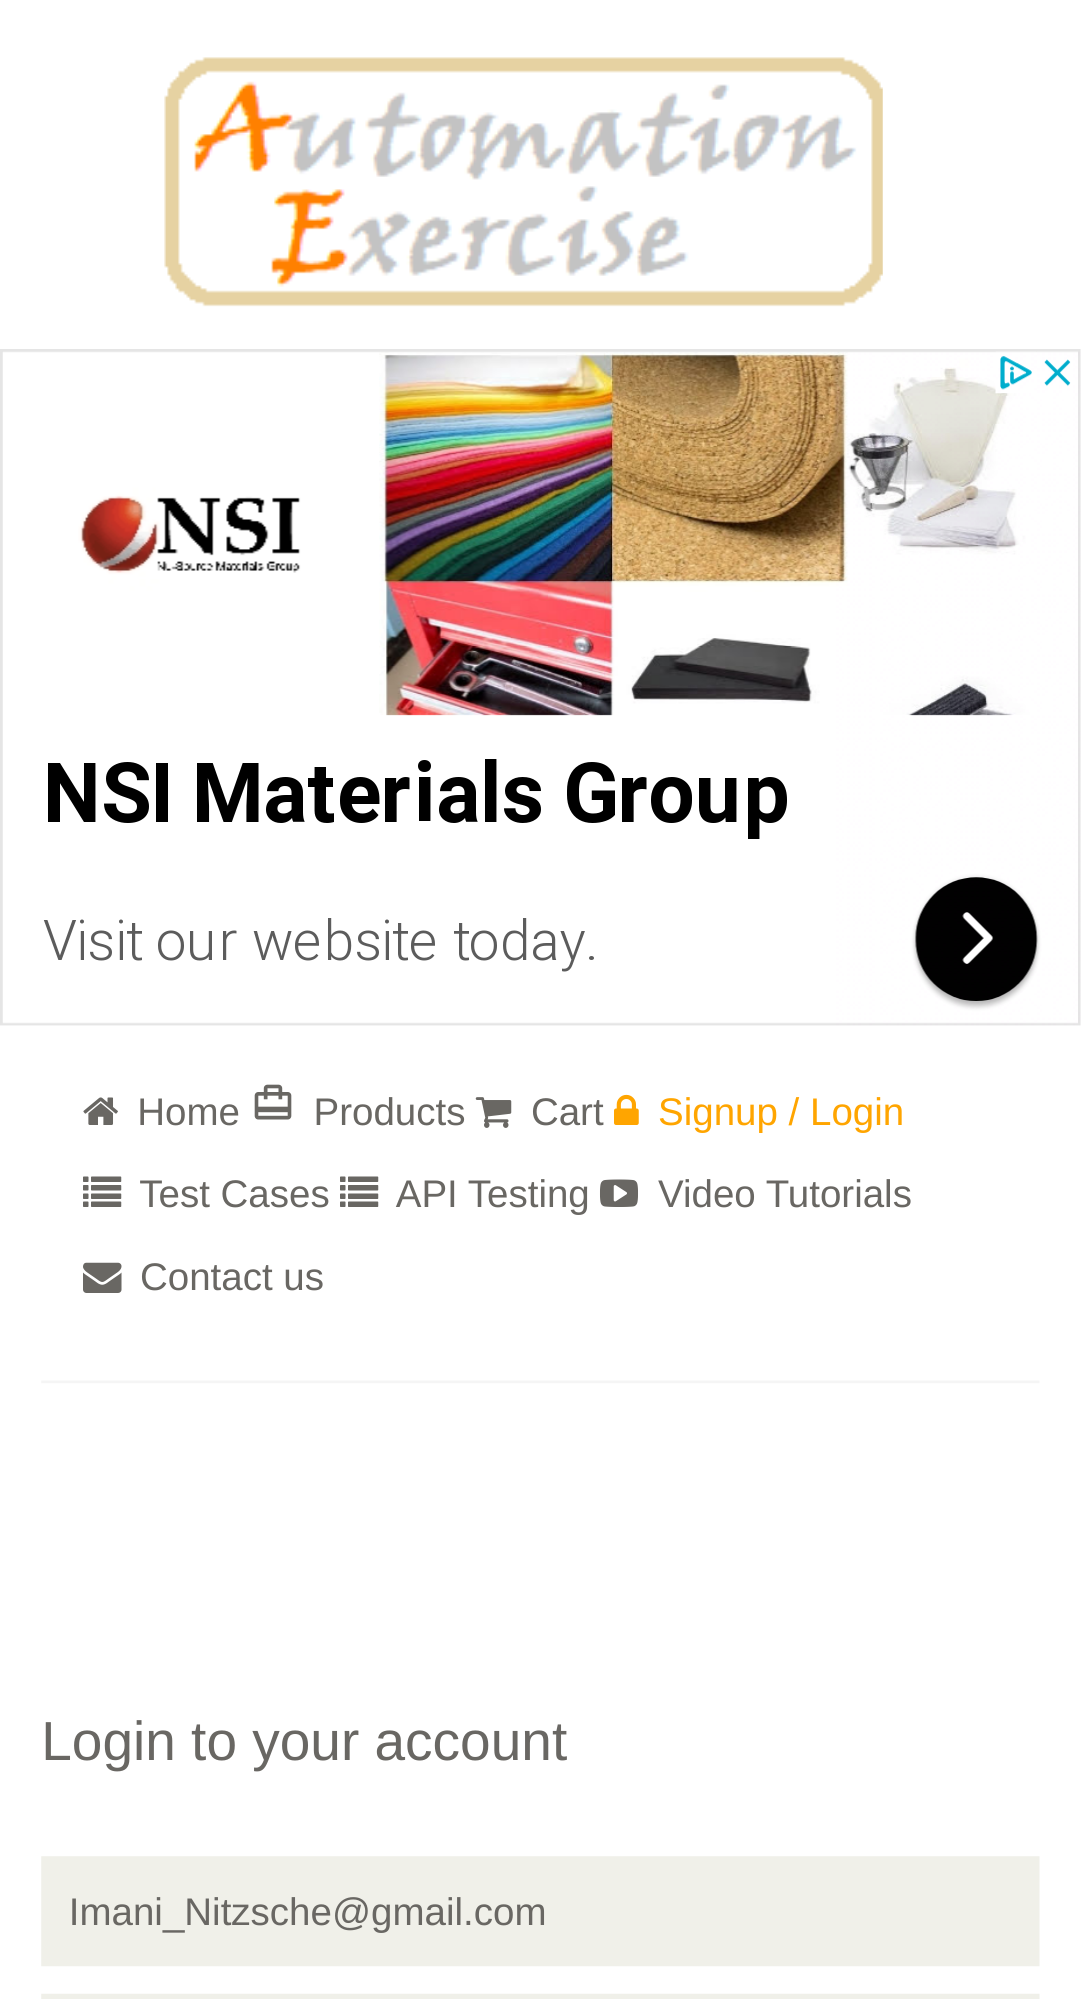 Automation
Exercise
NSI
Nu-Source Materials Group
NSI Materials Group
Visit our website today.
Home Products Cart Signup / Login
Test Cases API Testing Video Tutorials
Contact us
Login to your account
Imani_Nitzsche@gmail.com